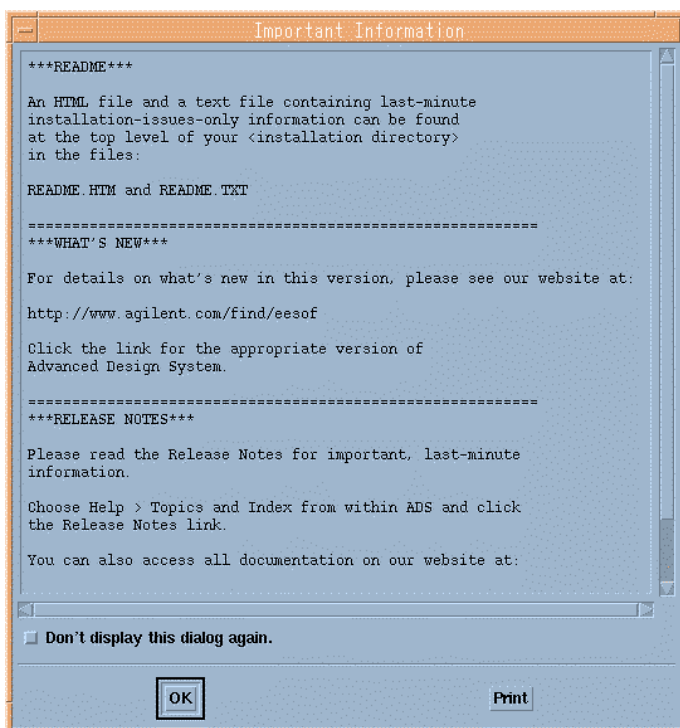 Important Information
***README***
An HTML file and a text file containing last-minute
installation-issues-only information can be found
at the top level of your <installation directory>
in the files:
README.HTM and README.TXT
==========================================================
***WHAT'S NEW***
For details on what's new in this version, please see our website at:
http://www.agilent.com/find/eesof
Click the link for the appropriate version of
Advanced Design System.
==========================================================
***RELEASE NOTES***
Please read the Release Notes for important, last-minute
information.
Choose Help > Topics and Index from within ADS and click
the Release Notes link.
You can also access all documentation on our website at:
Don't display this dialog again.
OK Print